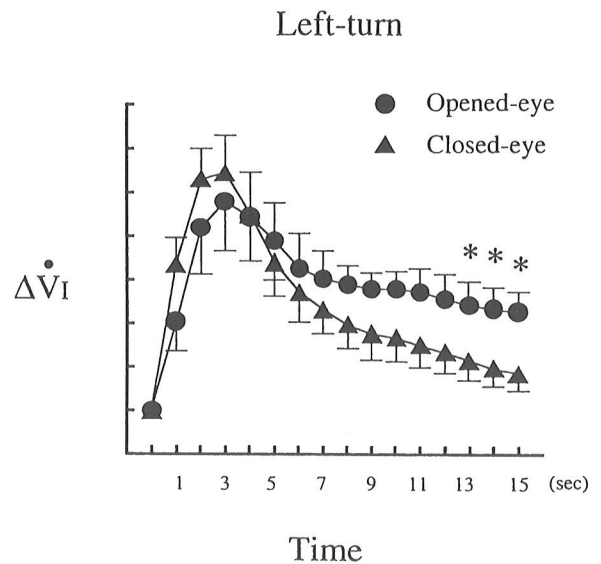 Left-turn
Opened-eye
Closed-eye
* * *
ΔV̇I
1 3 5 7 9 11 13 15 (sec)
Time